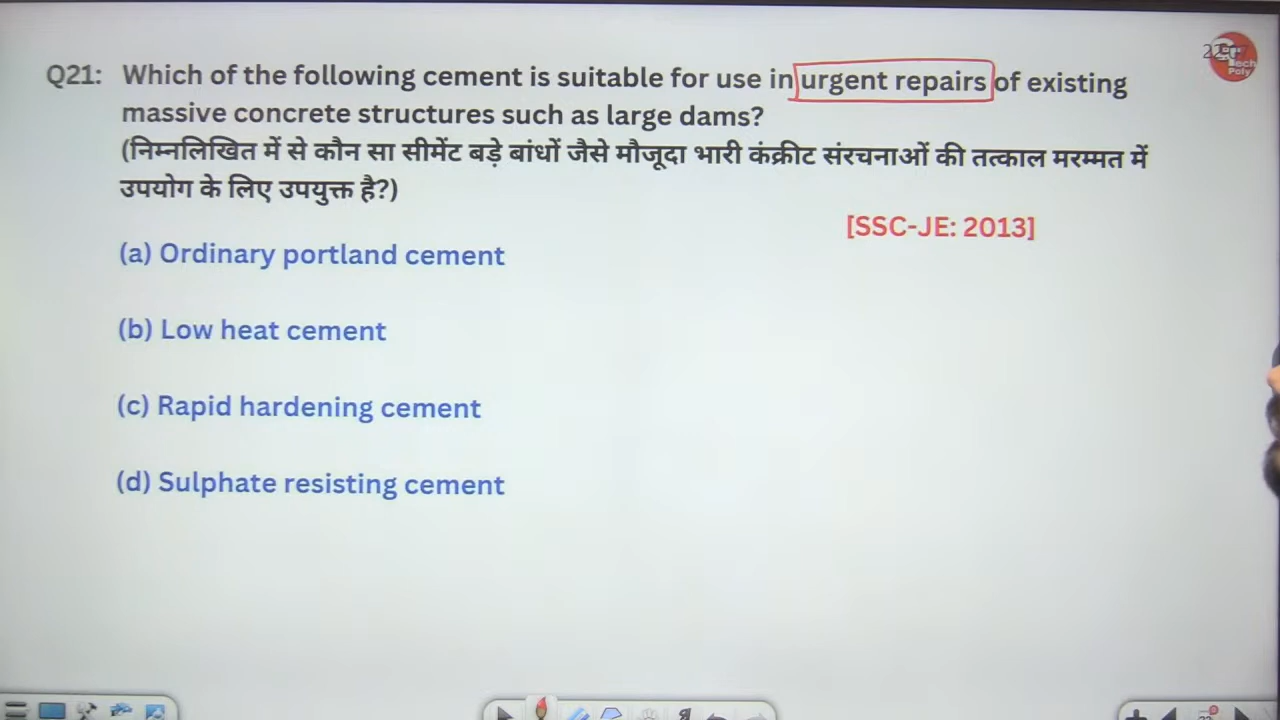 Q21: Which of the following cement is suitable for use in urgent repairs of existing
massive concrete structures such as large dams?
(निम्नलिखित में से कौन सा सीमेंट बड़े बांधों जैसे मौजूदा भारी कंक्रीट संरचनाओं की तत्काल मरम्मत में
उपयोग के लिए उपयुक्त है?)
[SSC-JE: 2013]
(a) Ordinary portland cement
(b) Low heat cement
(c) Rapid hardening cement
(d) Sulphate resisting cement
Tech
Poly